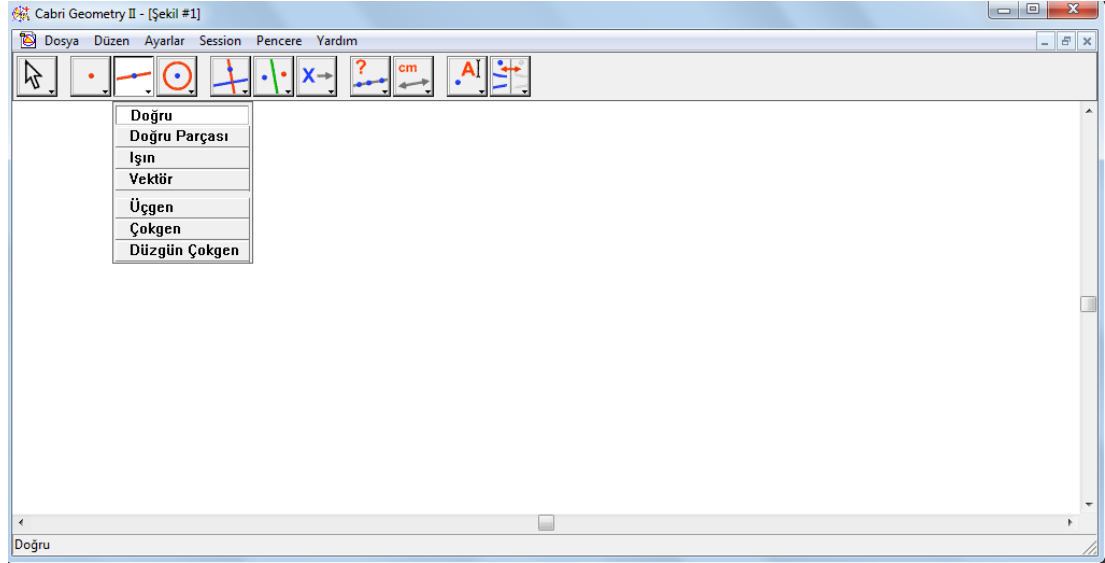 Cabri Geometry II - [Şekil #1]
Dosya Düzen Ayarlar Session Pencere Yardım
X ? cm A
Doğru
Doğru Parçası
Işın
Vektör
Üçgen
Çokgen
Düzgün Çokgen
Doğru